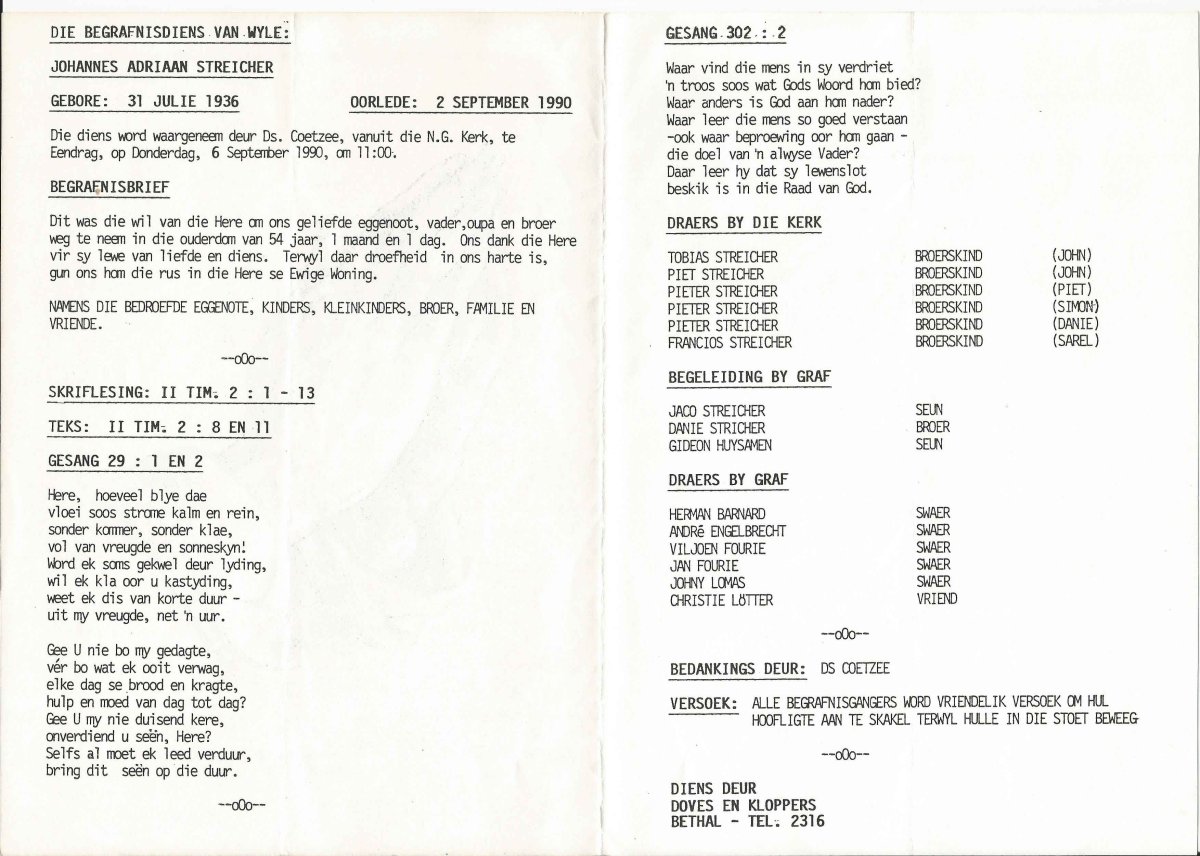 DIE BEGRAFNISDIENS VAN WYLE:
JOHANNES ADRIAAN STREICHER
GEBORE: 31 JULIE 1936 OORLEDE: 2 SEPTEMBER 1990
Die diens word waargeneem deur Ds. Coetzee, vanuit die N.G. Kerk, te
Eendrag, op Donderdag, 6 September 1990, om 11:00.
BEGRAFNISBRIEF
Dit was die wil van die Here om ons geliefde eggenoot, vader,oupa en broer
weg te neem in die ouderdom van 54 jaar, 1 maand en 1 dag. Ons dank die Here
vir sy lewe van liefde en diens. Terwyl daar droefheid in ons harte is,
gun ons hom die rus in die Here se Ewige Woning.
NAMENS DIE BEDROEFDE EGGENOTE, KINDERS, KLEINKINDERS, BROER, FAMILIE EN
VRIENDE.
--oOo--
SKRIFLESING: II TIM. 2 : 1 - 13
TEKS: II TIM. 2 : 8 EN 11
GESANG 29 : 1 EN 2
Here, hoeveel blye dae
vloei soos strome kalm en rein,
sonder kommer, sonder klae,
vol van vreugde en sonneskyn!
Word ek soms gekwel deur lyding,
wil ek kla oor u kastyding,
weet ek dis van korte duur -
uit my vreugde, net 'n uur.
Gee U nie bo my gedagte,
vér bo wat ek ooit verwag,
elke dag se brood en kragte,
hulp en moed van dag tot dag?
Gee U my nie duisend kere,
onverdiend u seën, Here?
Selfs al moet ek leed verduur,
bring dit seën op die duur.
--oOo--
GESANG 302 : 2
Waar vind die mens in sy verdriet
'n troos soos wat Gods Woord hom bied?
Waar anders is God aan hom nader?
Waar leer die mens so goed verstaan
-ook waar beproewing oor hom gaan -
die doel van 'n alwyse Vader?
Daar leer hy dat sy lewenslot
beskik is in die Raad van God.
DRAERS BY DIE KERK
TOBIAS STREICHER BROERSKIND (JOHN)
PIET STREICHER BROERSKIND (JOHN)
PIETER STREICHER BROERSKIND (PIET)
PIETER STREICHER BROERSKIND (SIMON)
PIETER STREICHER BROERSKIND (DANIE)
FRANCIOS STREICHER BROERSKIND (SAREL)
BEGELEIDING BY GRAF
JACO STREICHER SEUN
DANIE STRICHER BROER
GIDEON HUYSAMEN SEUN
DRAERS BY GRAF
HERMAN BARNARD SWAER
ANDRé ENGELBRECHT SWAER
VILJOEN FOURIE SWAER
JAN FOURIE SWAER
JOHNY LOMAS SWAER
CHRISTIE LÖTTER VRIEND
--oOo--
BEDANKINGS DEUR: DS COETZEE
VERSOEK: ALLE BEGRAFNISGANGERS WORD VRIENDELIK VERSOEK OM HUL
HOOFLIGTE AAN TE SKAKEL TERWYL HULLE IN DIE STOET BEWEEG
--oOo--
DIENS DEUR
DOVES EN KLOPPERS
BETHAL - TEL. 2316